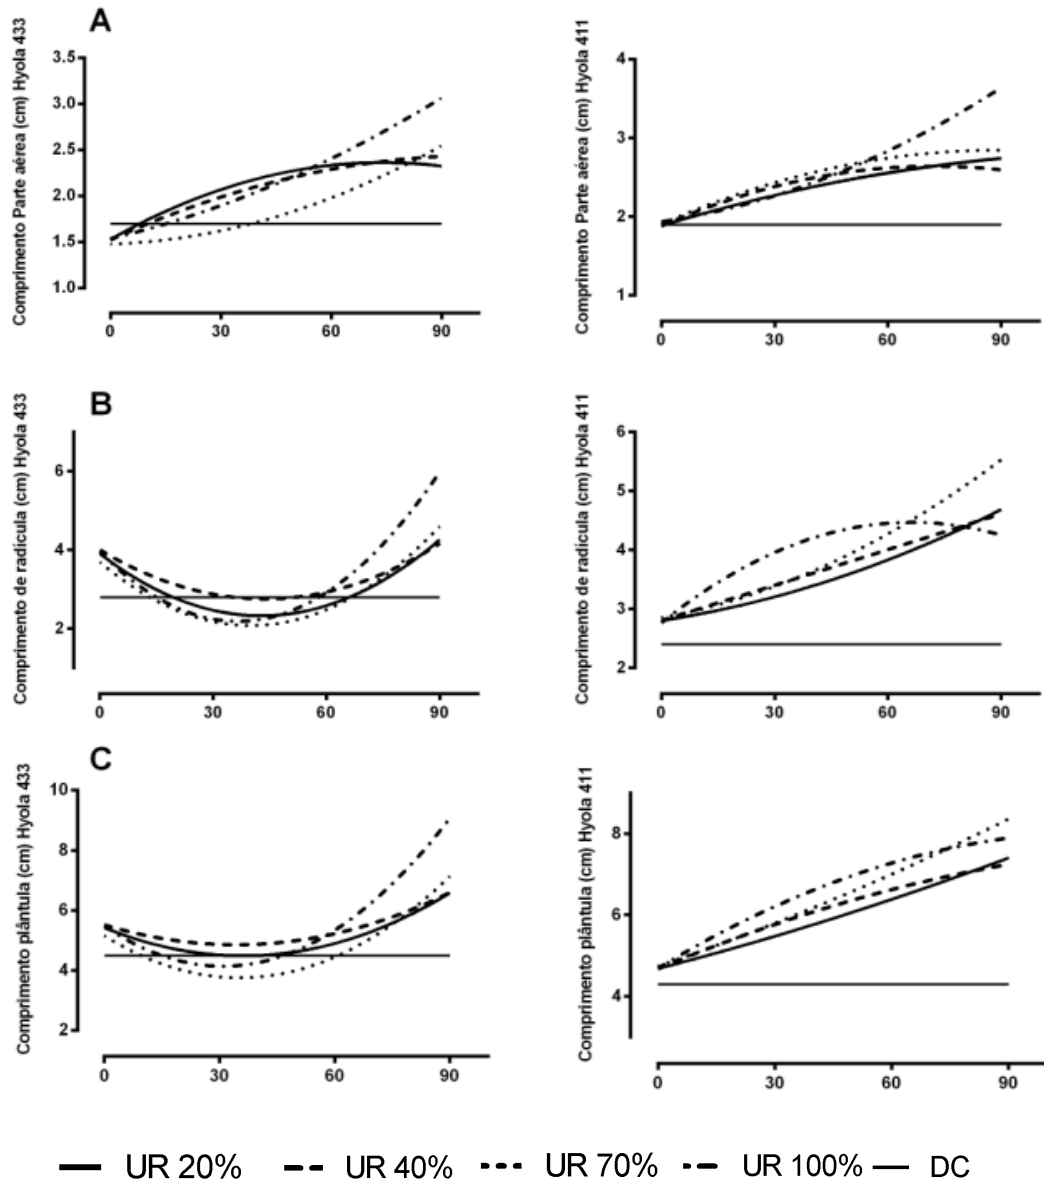 A
Comprimento Parte aérea (cm) Hyola 433
3.5
3.0
2.5
2.0
1.5
1.0
0 30 60 90
Comprimento Parte aérea (cm) Hyola 411
4
3
2
1
0 30 60 90
B
Comprimento de radícula (cm) Hyola 433
6
4
2
0 30 60 90
Comprimento de radícula (cm) Hyola 411
6
5
4
3
2
0 30 60 90
C
Comprimento plântula (cm) Hyola 433
10
8
6
4
2
0 30 60 90
Comprimento plântula (cm) Hyola 411
8
6
4
0 30 60 90
UR 20% UR 40% UR 70% UR 100% DC